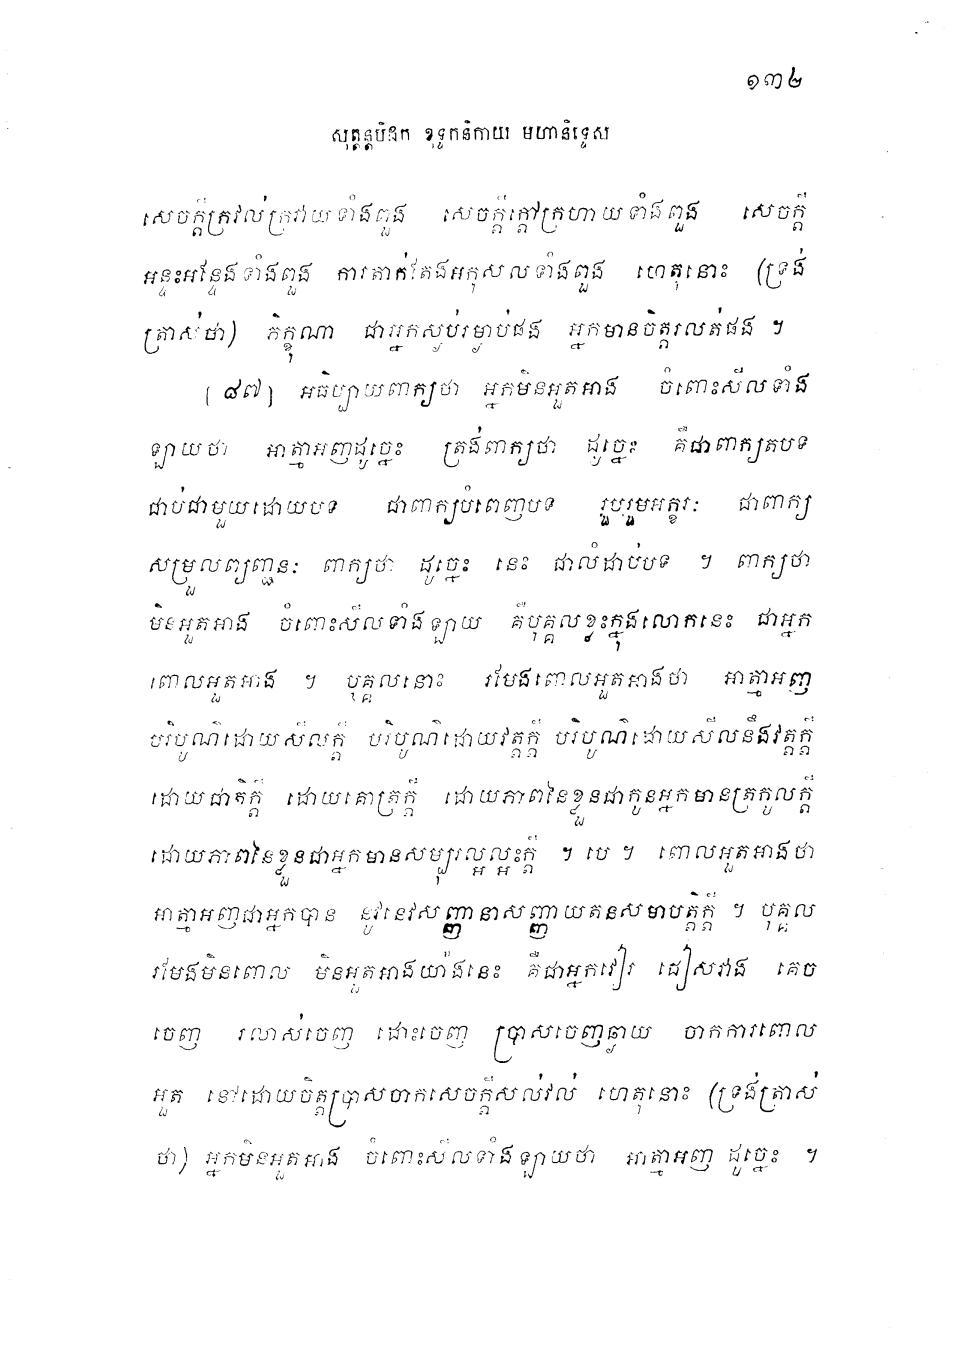 ១៣៤
សុត្តន្តបិដក ខុទ្ទកនិកាយ មហានិទ្ទេស
សេចក្តីក្រវល់ក្រវាយទាំងពួង សេចក្តីក្តៅក្រហាយទាំងពួង សេចក្តី
អន្ទះអន្ទែងទាំងពួង ការតាក់តែងអកុសលទាំងពួង ហេតុនោះ (ទ្រង់
ត្រាស់ថា) ភិក្ខុណា ជាអ្នកស្ងប់រម្ងាប់ផង អ្នកមានចិត្តរលត់ផង ។
[៨៧] អធិប្បាយពាក្យថា អ្នកមិនអួតអាង ចំពោះសីលទាំង
ឡាយថា អាត្មាអញដូច្នេះ ត្រង់ពាក្យថា ដូច្នេះ គឺជាពាក្យតបទ
ជាប់ជាមួយដោយបទ ជាពាក្យបំពេញបទ រួបរួមអក្ខរៈ ជាពាក្យ
សម្រួលព្យញ្ជនៈ ពាក្យថា ដូច្នេះ នេះ ជាលំដាប់បទ ។ ពាក្យថា
មិនអួតអាង ចំពោះសីលទាំងឡាយ គឺបុគ្គលខ្លះក្នុងលោកនេះ ជាអ្នក
ពោលអួតអាង ។ បុគ្គលនោះ រមែងពោលអួតអាងថា អាត្មាអញ
បរិបូណ៌ដោយសីលក្តី បរិបូណ៌ដោយវត្តក្តី បរិបូណ៌ដោយសីលនឹងវត្តក្តី
ដោយជាតិក្តី ដោយគោត្រក្តី ដោយភាពនៃខ្លួនជាកូនអ្នកមានត្រកូលក្តី
ដោយភាពនៃខ្លួនជាអ្នកមានសម្បុរល្អល្អះក្តី ។ បេ ។ ពោលអួតអាងថា
អាត្មាអញជាអ្នកបាន នូវនេវសញ្ញានាសញ្ញាយតនសមាបត្តិក្តី ។ បុគ្គល
រមែងមិនពោល មិនអួតអាងយ៉ាងនេះ គឺជាអ្នកវៀរ ជៀសវាង គេច
ចេញ រលាស់ចេញ ដោះចេញ ប្រាសចេញឆ្ងាយ ចាកការពោល
អួត នៅដោយចិត្តប្រាសចាកសេចក្តីសល់វល់ ហេតុនោះ (ទ្រង់ត្រាស់
ថា) អ្នកមិនអួតអាង ចំពោះសីលទាំងឡាយថា អាត្មាអញ ដូច្នេះ ។